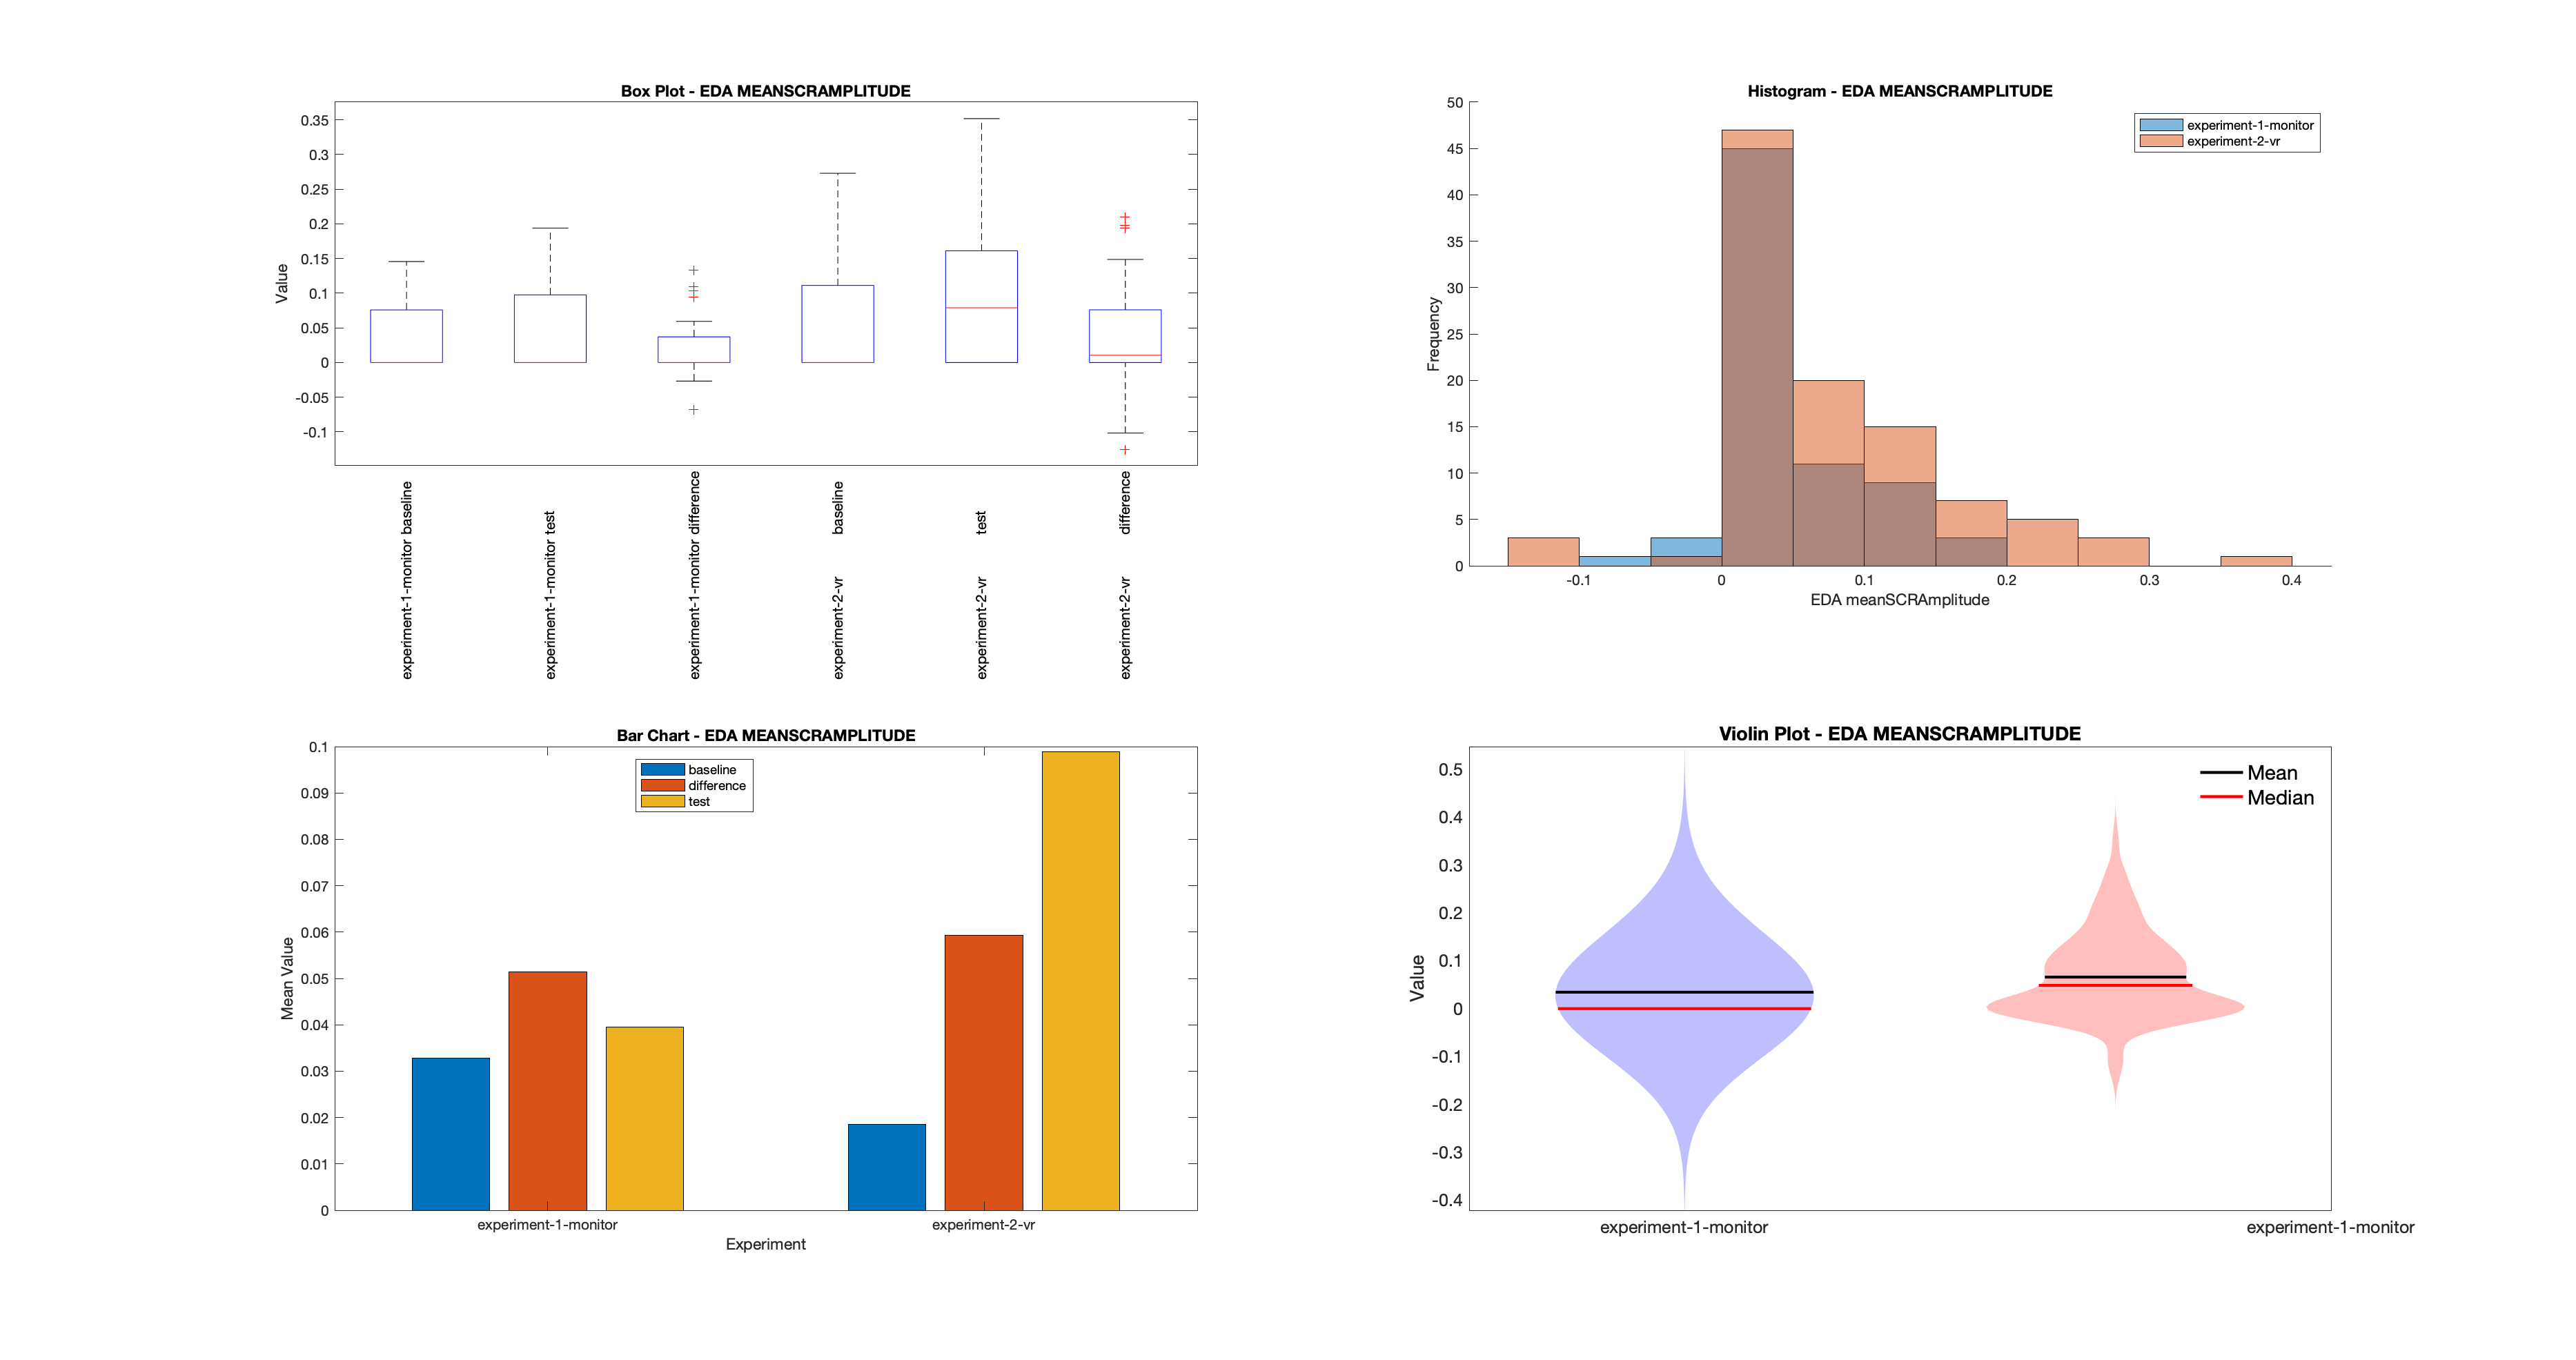 Box Plot - EDA MEANSCRAMPLITUDE
0.35
0.3
0.25
0.2
0.15
0.1
0.05
0
-0.05
-0.1
Value
experiment-1-monitor baseline
experiment-1-monitor test
experiment-1-monitor difference
experiment-2-vr baseline
experiment-2-vr test
experiment-2-vr difference
Histogram - EDA MEANSCRAMPLITUDE
experiment-1-monitor
experiment-2-vr
50
45
40
35
30
25
20
15
10
5
0
Frequency
-0.1 0 0.1 0.2 0.3 0.4
EDA meanSCRAmplitude
Bar Chart - EDA MEANSCRAMPLITUDE
baseline
difference
test
0.1
0.09
0.08
0.07
0.06
0.05
0.04
0.03
0.02
0.01
0
Mean Value
experiment-1-monitor experiment-2-vr
Experiment
Violin Plot - EDA MEANSCRAMPLITUDE
Mean
Median
0.5
0.4
0.3
0.2
0.1
0
-0.1
-0.2
-0.3
-0.4
Value
experiment-1-monitor experiment-1-monitor